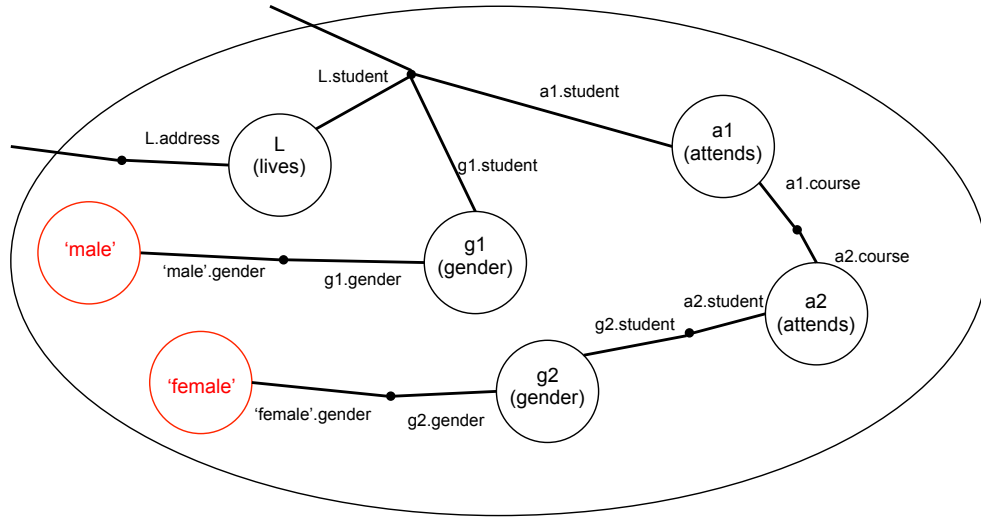 L.student
a1.student
L.address
L
(lives)
a1
(attends)
g1.student
a1.course
'male'
g1
(gender)
'male'.gender
g1.gender
a2.course
a2.student
a2
(attends)
g2.student
'female'
g2
(gender)
'female'.gender
g2.gender